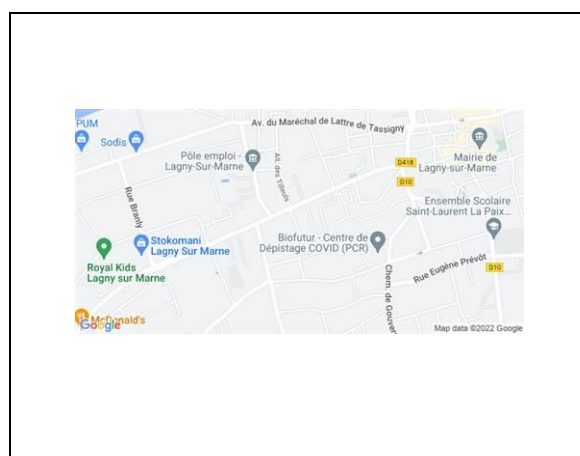 PUM
Sodis
Av. du Maréchal de Lattre de Tassigny
Pôle emploi -
Lagny-Sur-Marne
All. des Tilleuls
D418
Mairie de
Lagny-sur-Marne
D10
Rue Branly
Ensemble Scolaire
Saint-Laurent La Paix...
Stokomani
Lagny Sur Marne
Biofutur - Centre de
Dépistage COVID (PCR)
Royal Kids
Lagny sur Marne
Rue Eugène Prévôt
D10
Chem. de Gouver
McDonald's
Google
Map data ©2022 Google